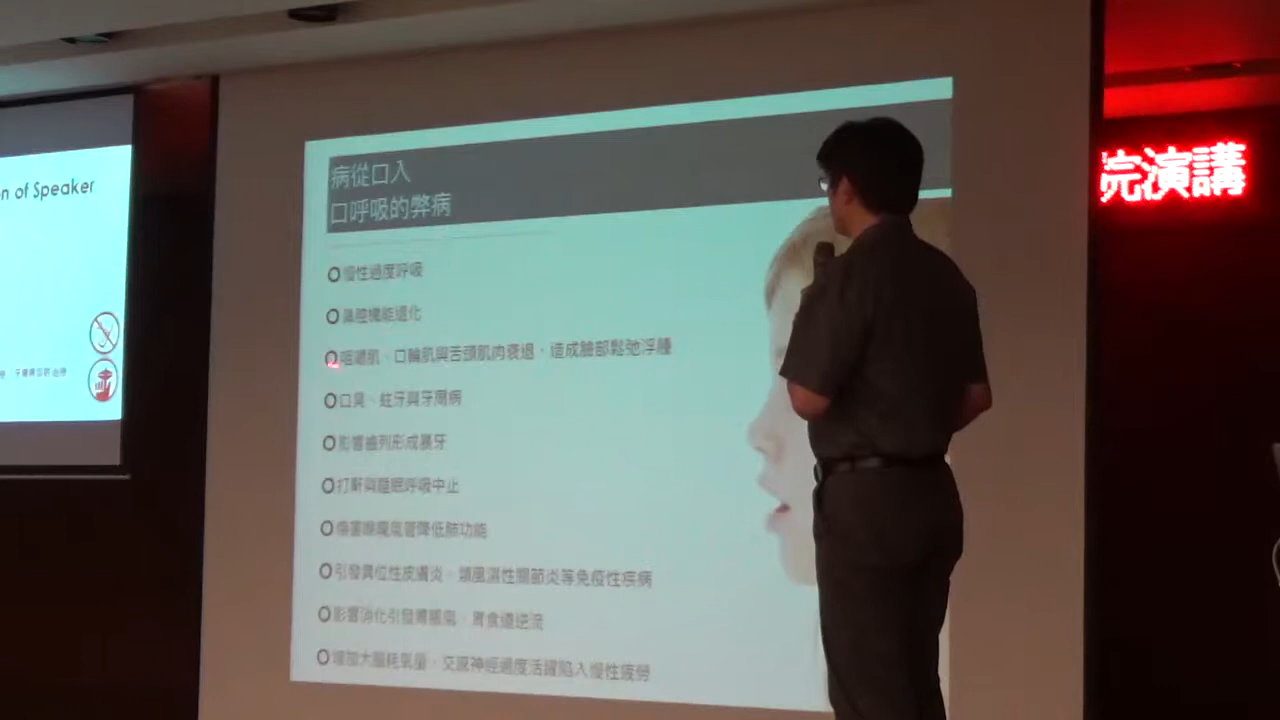 n of Speaker
病從口入
口呼吸的弊病
慢性過度呼吸
鼻腔機能退化
咀嚼肌、口輪肌與舌頭肌肉衰退，造成臉部鬆弛浮腫
口臭、蛀牙與牙周病
影響齒列形成暴牙
打鼾與睡眠呼吸中止
傷害喉嚨氣管降低肺功能
引發異位性皮膚炎、類風濕性關節炎等免疫性疾病
影響消化引發胃脹氣、胃食道逆流
增加大腦耗氧量，交感神經過度活躍陷入慢性疲勞
院演講